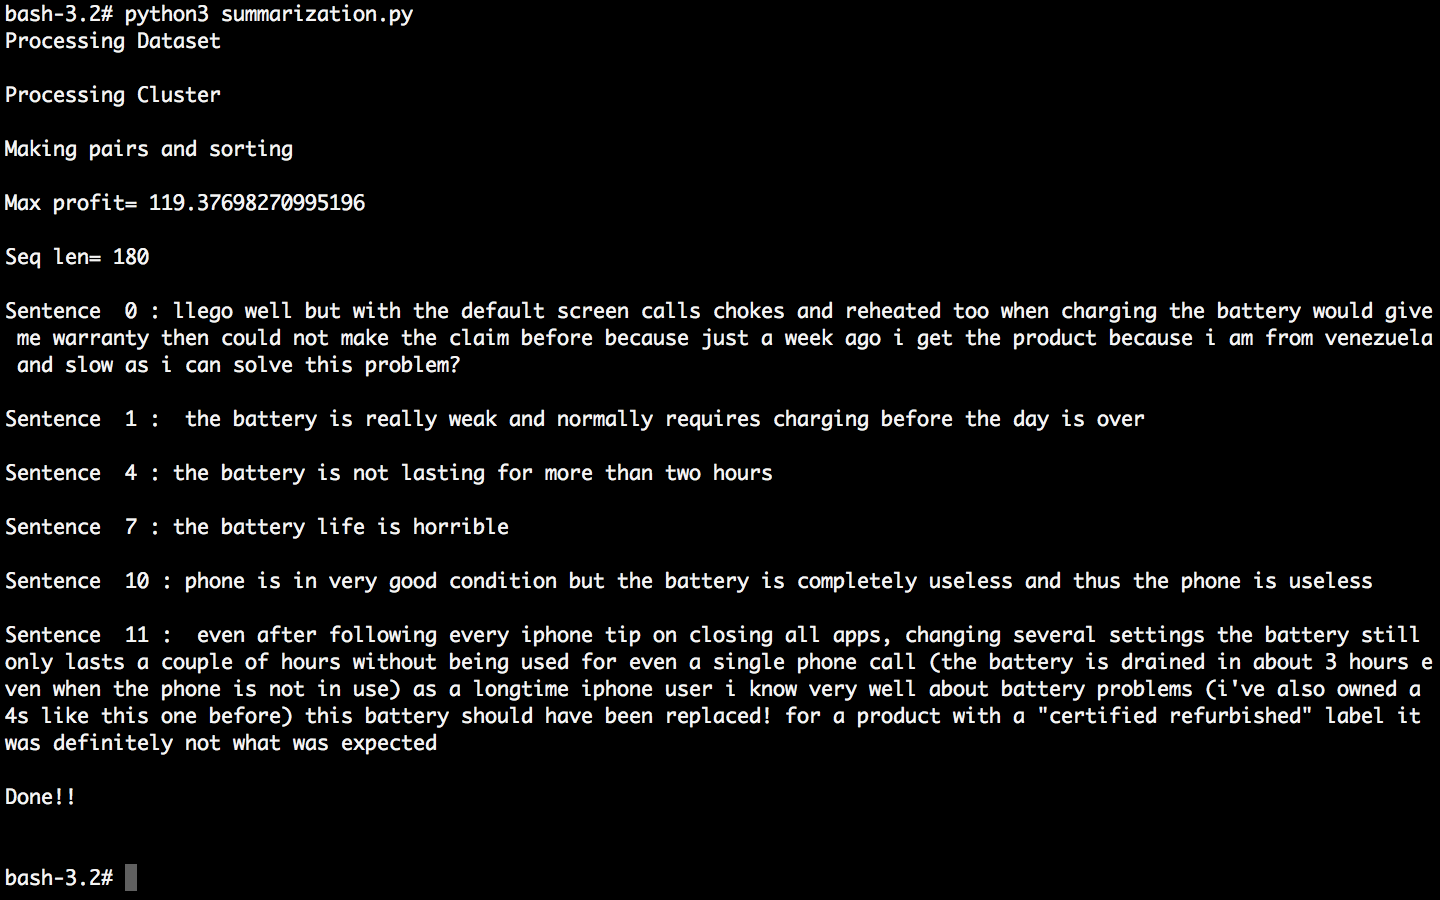 bash-3.2# python3 summarization.py
Processing Dataset
Processing Cluster
Making pairs and sorting
Max profit= 119.37698270995196
Seq len= 180
Sentence  0 : llego well but with the default screen calls chokes and reheated too when charging the battery would give
 me warranty then could not make the claim before because just a week ago i get the product because i am from venezuela
 and slow as i can solve this problem?
Sentence  1 :  the battery is really weak and normally requires charging before the day is over
Sentence  4 : the battery is not lasting for more than two hours
Sentence  7 : the battery life is horrible
Sentence  10 : phone is in very good condition but the battery is completely useless and thus the phone is useless
Sentence  11 :  even after following every iphone tip on closing all apps, changing several settings the battery still
only lasts a couple of hours without being used for even a single phone call (the battery is drained in about 3 hours e
ven when the phone is not in use) as a longtime iphone user i know very well about battery problems (i've also owned a
4s like this one before) this battery should have been replaced! for a product with a "certified refurbished" label it
was definitely not what was expected
Done!!
bash-3.2#